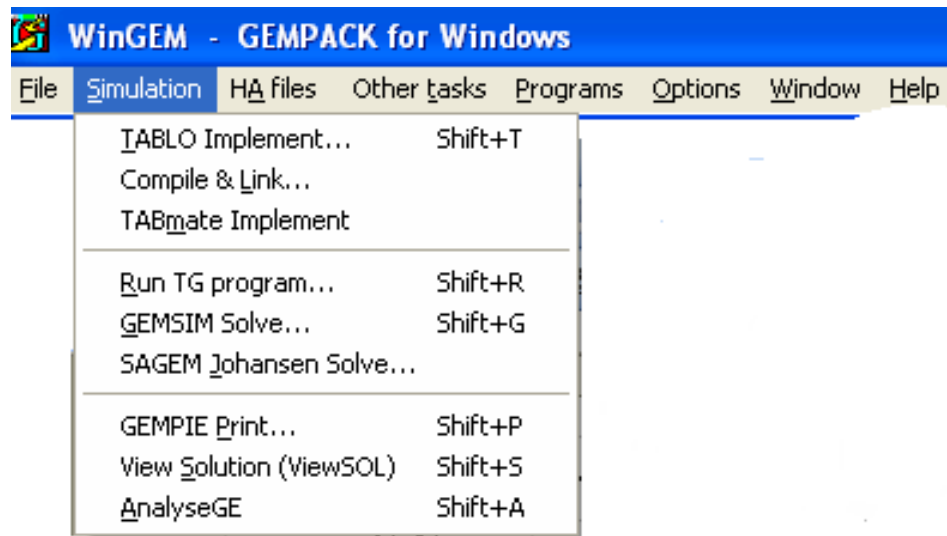 WinGEM - GEMPACK for Windows
File Simulation HA files Other tasks Programs Options Window Help
TABLO Implement... Shift+T
Compile & Link...
TABmate Implement
Run TG program... Shift+R
GEMSIM Solve... Shift+G
SAGEM Johansen Solve...
GEMPIE Print... Shift+P
View Solution (ViewSOL) Shift+S
AnalyseGE Shift+A